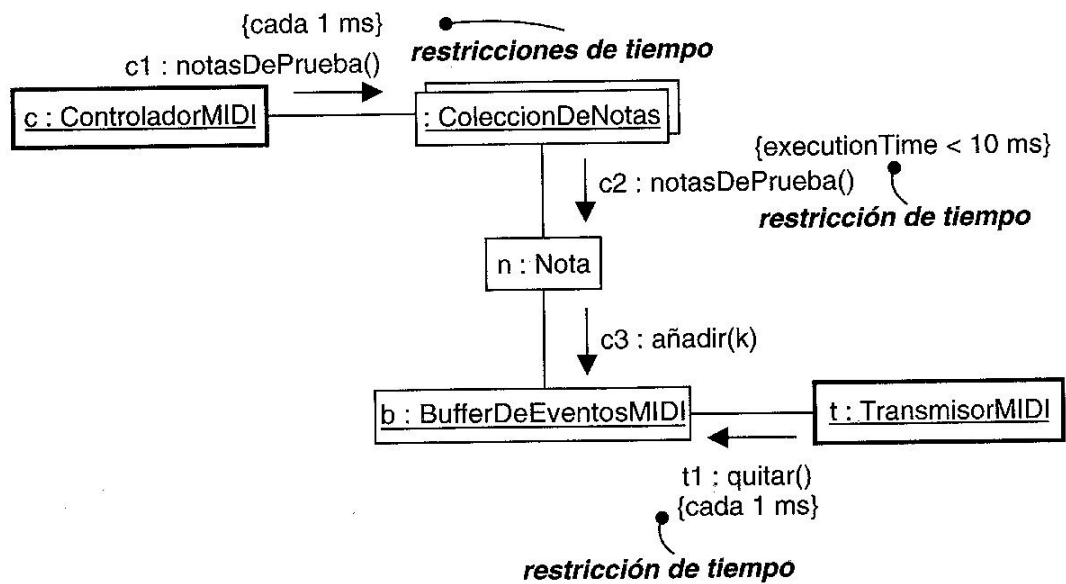 {cada 1 ms}
restricciones de tiempo
c1 : notasDePrueba()
c : ControladorMIDI
: ColeccionDeNotas
{executionTime < 10 ms}
c2 : notasDePrueba()
restricción de tiempo
n : Nota
c3 : añadir(k)
b : BufferDeEventosMIDI
t : TransmisorMIDI
t1 : quitar()
{cada 1 ms}
restricción de tiempo